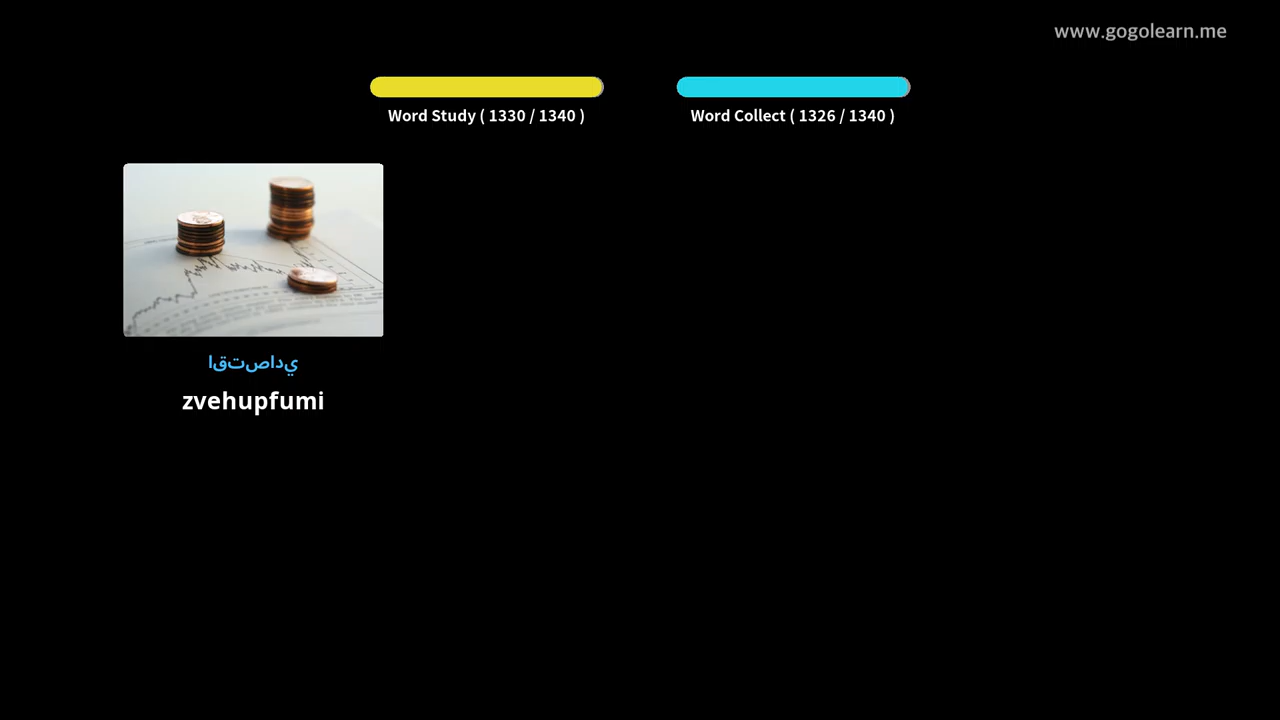 www.gogolearn.me
Word Study ( 1330 / 1340 )
Word Collect ( 1326 / 1340 )
اقتصادي
zvehupfumi